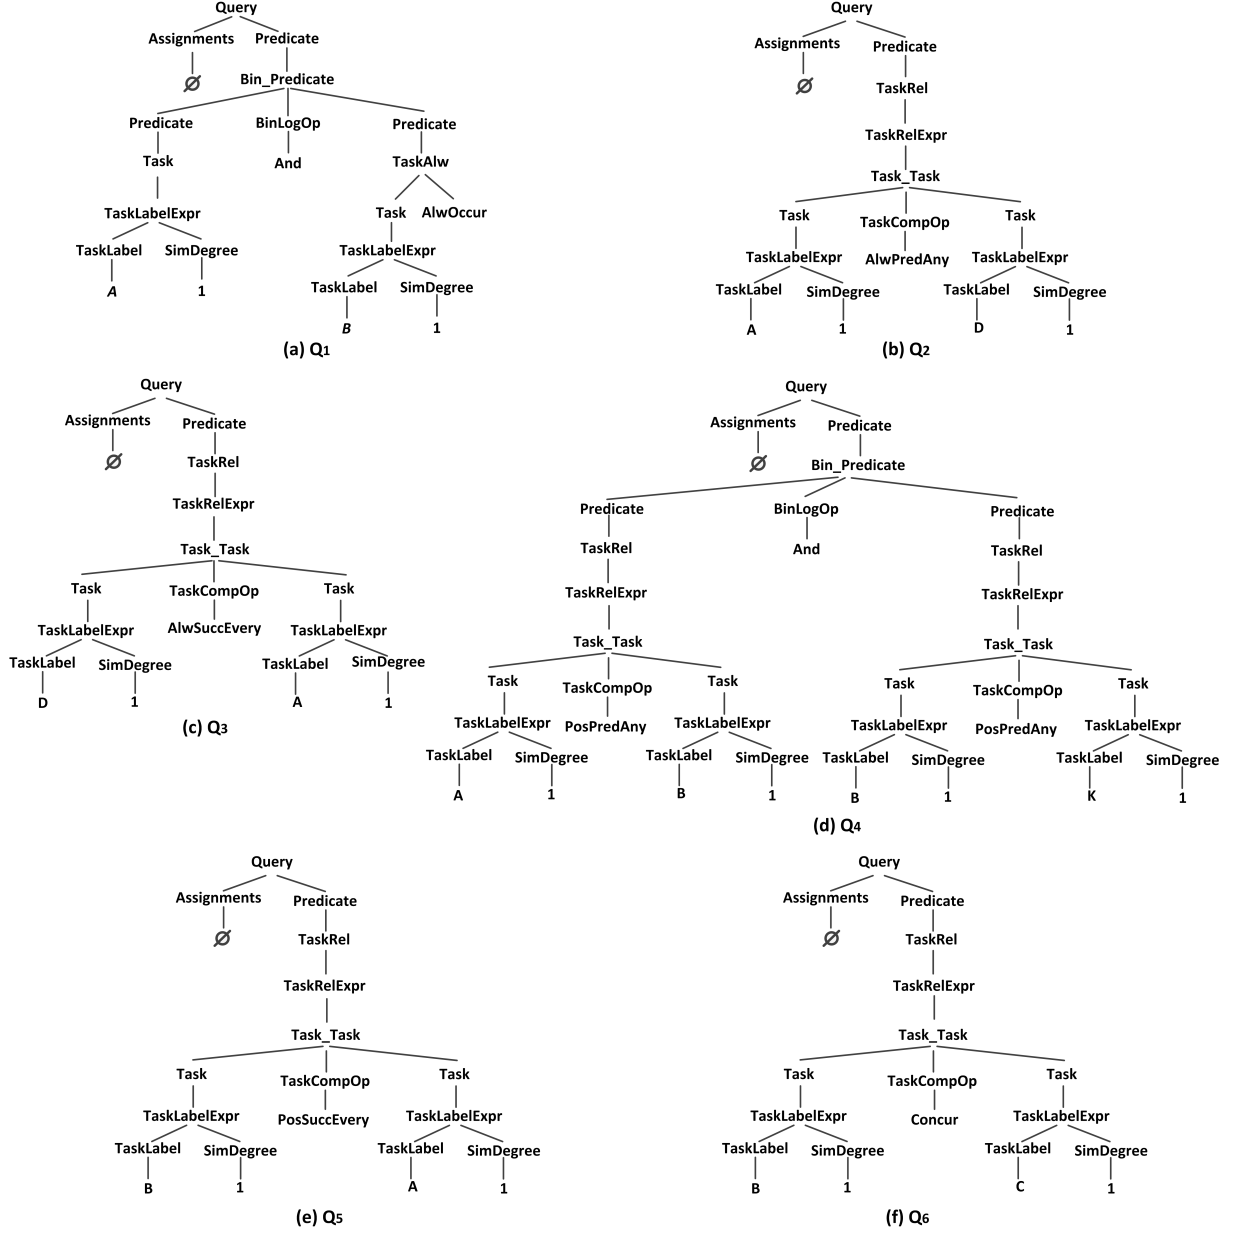 Query
Assignments Predicate
∅
Bin_Predicate
Predicate BinLogOp Predicate
Task And TaskAlw
TaskLabelExpr Task AlwOccur
TaskLabel SimDegree TaskLabelExpr
A 1 TaskLabel SimDegree
B 1
(a) Q1
Query
Assignments Predicate
∅ TaskRel
TaskRelExpr
Task_Task
Task TaskCompOp Task
TaskLabelExpr AlwPredAny TaskLabelExpr
TaskLabel SimDegree TaskLabel SimDegree
A 1 D 1
(b) Q2
Query
Assignments Predicate
∅ TaskRel
TaskRelExpr
Task_Task
Task TaskCompOp Task
TaskLabelExpr AlwSuccEvery TaskLabelExpr
TaskLabel SimDegree TaskLabel SimDegree
D 1 A 1
(c) Q3
Query
Assignments Predicate
∅ Bin_Predicate
Predicate BinLogOp Predicate
TaskRel And TaskRel
TaskRelExpr TaskRelExpr
Task_Task Task_Task
Task TaskCompOp Task Task TaskCompOp Task
TaskLabelExpr PosPredAny TaskLabelExpr TaskLabelExpr PosPredAny TaskLabelExpr
TaskLabel SimDegree TaskLabel SimDegree TaskLabel SimDegree TaskLabel SimDegree
A 1 B 1 B 1 K 1
(d) Q4
Query
Assignments Predicate
∅ TaskRel
TaskRelExpr
Task_Task
Task TaskCompOp Task
TaskLabelExpr PosSuccEvery TaskLabelExpr
TaskLabel SimDegree TaskLabel SimDegree
B 1 A 1
(e) Q5
Query
Assignments Predicate
∅ TaskRel
TaskRelExpr
Task_Task
Task TaskCompOp Task
TaskLabelExpr Concur TaskLabelExpr
TaskLabel SimDegree TaskLabel SimDegree
B 1 C 1
(f) Q6